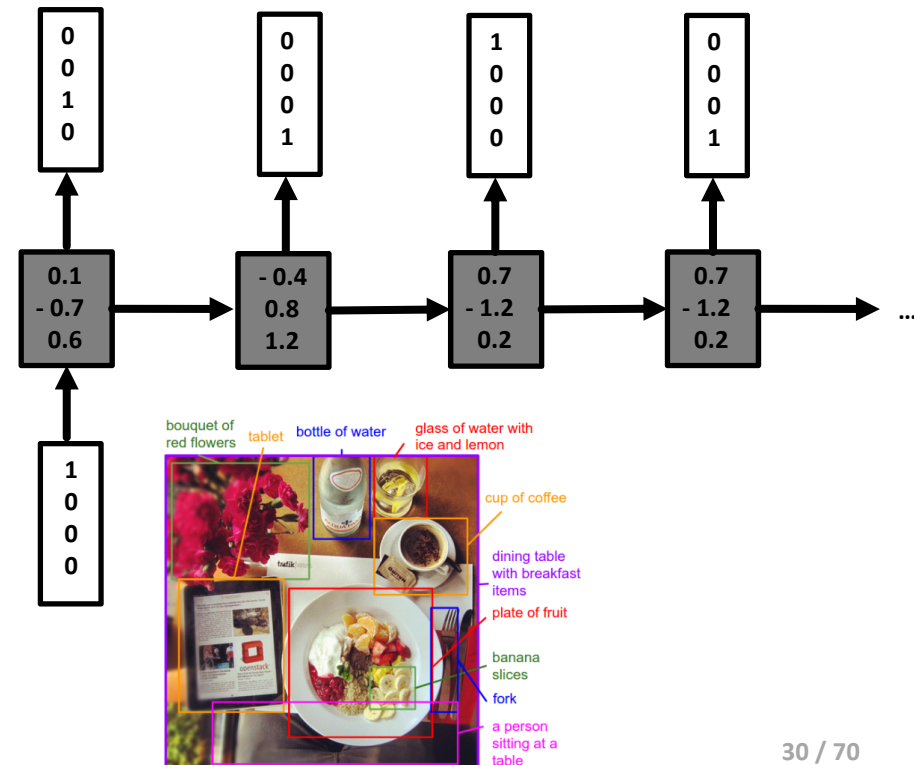 0
0
1
0
0
0
0
1
1
0
0
0
0
0
0
1
0.1
- 0.7
0.6
- 0.4
0.8
1.2
0.7
- 1.2
0.2
0.7
- 1.2
0.2
...
1
0
0
0
bouquet of
red flowers
tablet
bottle of water
glass of water with
ice and lemon
cup of coffee
dining table
with breakfast
items
plate of fruit
banana
slices
fork
a person
sitting at a
table
trafik
comstack
30 / 70